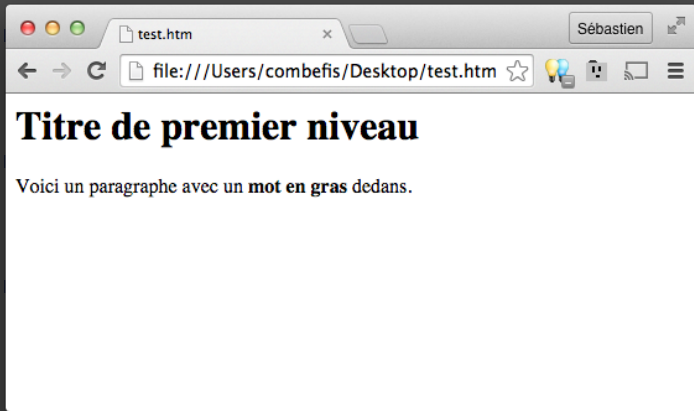 test.htm
Sébastien
file:///Users/combefis/Desktop/test.htm
Titre de premier niveau
Voici un paragraphe avec un mot en gras dedans.